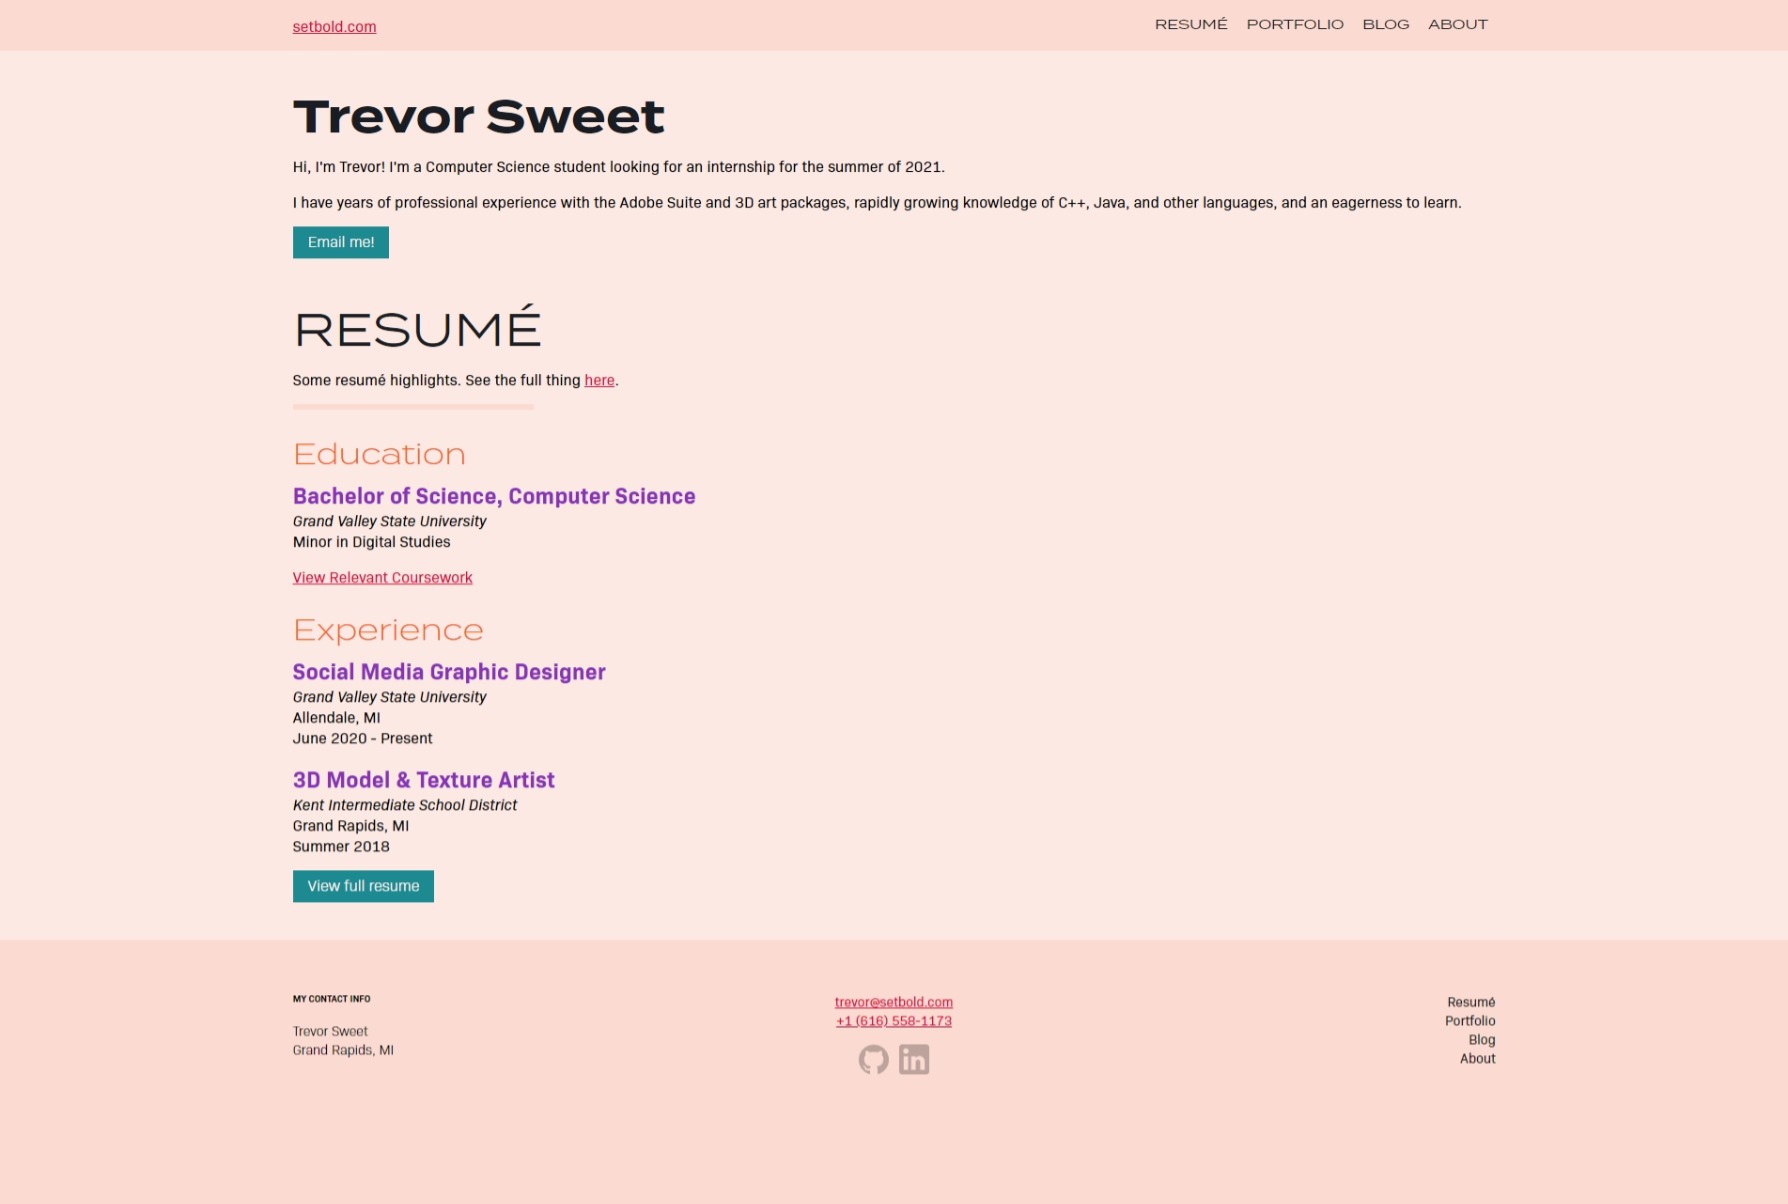 setbold.com
RESUMÉ PORTFOLIO BLOG ABOUT
Trevor Sweet
Hi, I'm Trevor! I'm a Computer Science student looking for an internship for the summer of 2021.
I have years of professional experience with the Adobe Suite and 3D art packages, rapidly growing knowledge of C++, Java, and other languages, and an eagerness to learn.
Email me!
RESUMÉ
Some resumé highlights. See the full thing here.
Education
Bachelor of Science, Computer Science
Grand Valley State University
Minor in Digital Studies
View Relevant Coursework
Experience
Social Media Graphic Designer
Grand Valley State University
Allendale, MI
June 2020 - Present
3D Model & Texture Artist
Kent Intermediate School District
Grand Rapids, MI
Summer 2018
View full resume
MY CONTACT INFO
Trevor Sweet
Grand Rapids, MI
trevor@setbold.com
+1 (616) 558-1173
in
Resumé
Portfolio
Blog
About